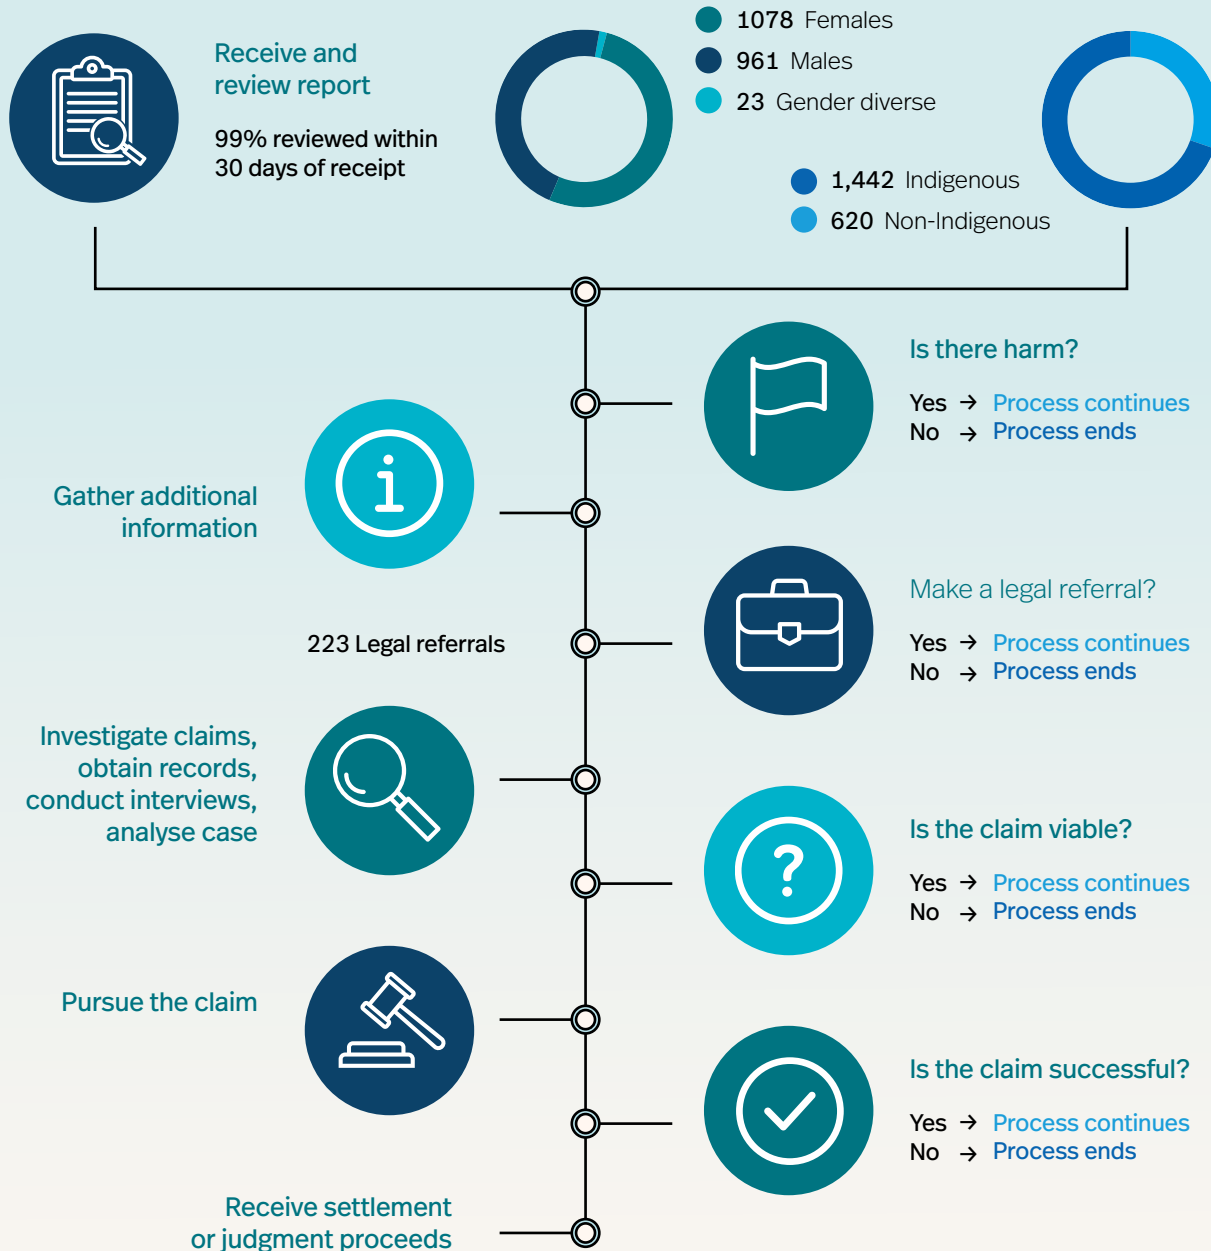 Receive and
review report
99% reviewed within
30 days of receipt
1078 Females
961 Males
23 Gender diverse
1,442 Indigenous
620 Non-Indigenous
Is there harm?
Yes → Process continues
No → Process ends
Gather additional
information
i
Make a legal referral?
Yes → Process continues
No → Process ends
223 Legal referrals
Investigate claims,
obtain records,
conduct interviews,
analyse case
Is the claim viable?
?
Yes → Process continues
No → Process ends
Pursue the claim
Is the claim successful?
Yes → Process continues
No → Process ends
Receive settlement
or judgment proceeds